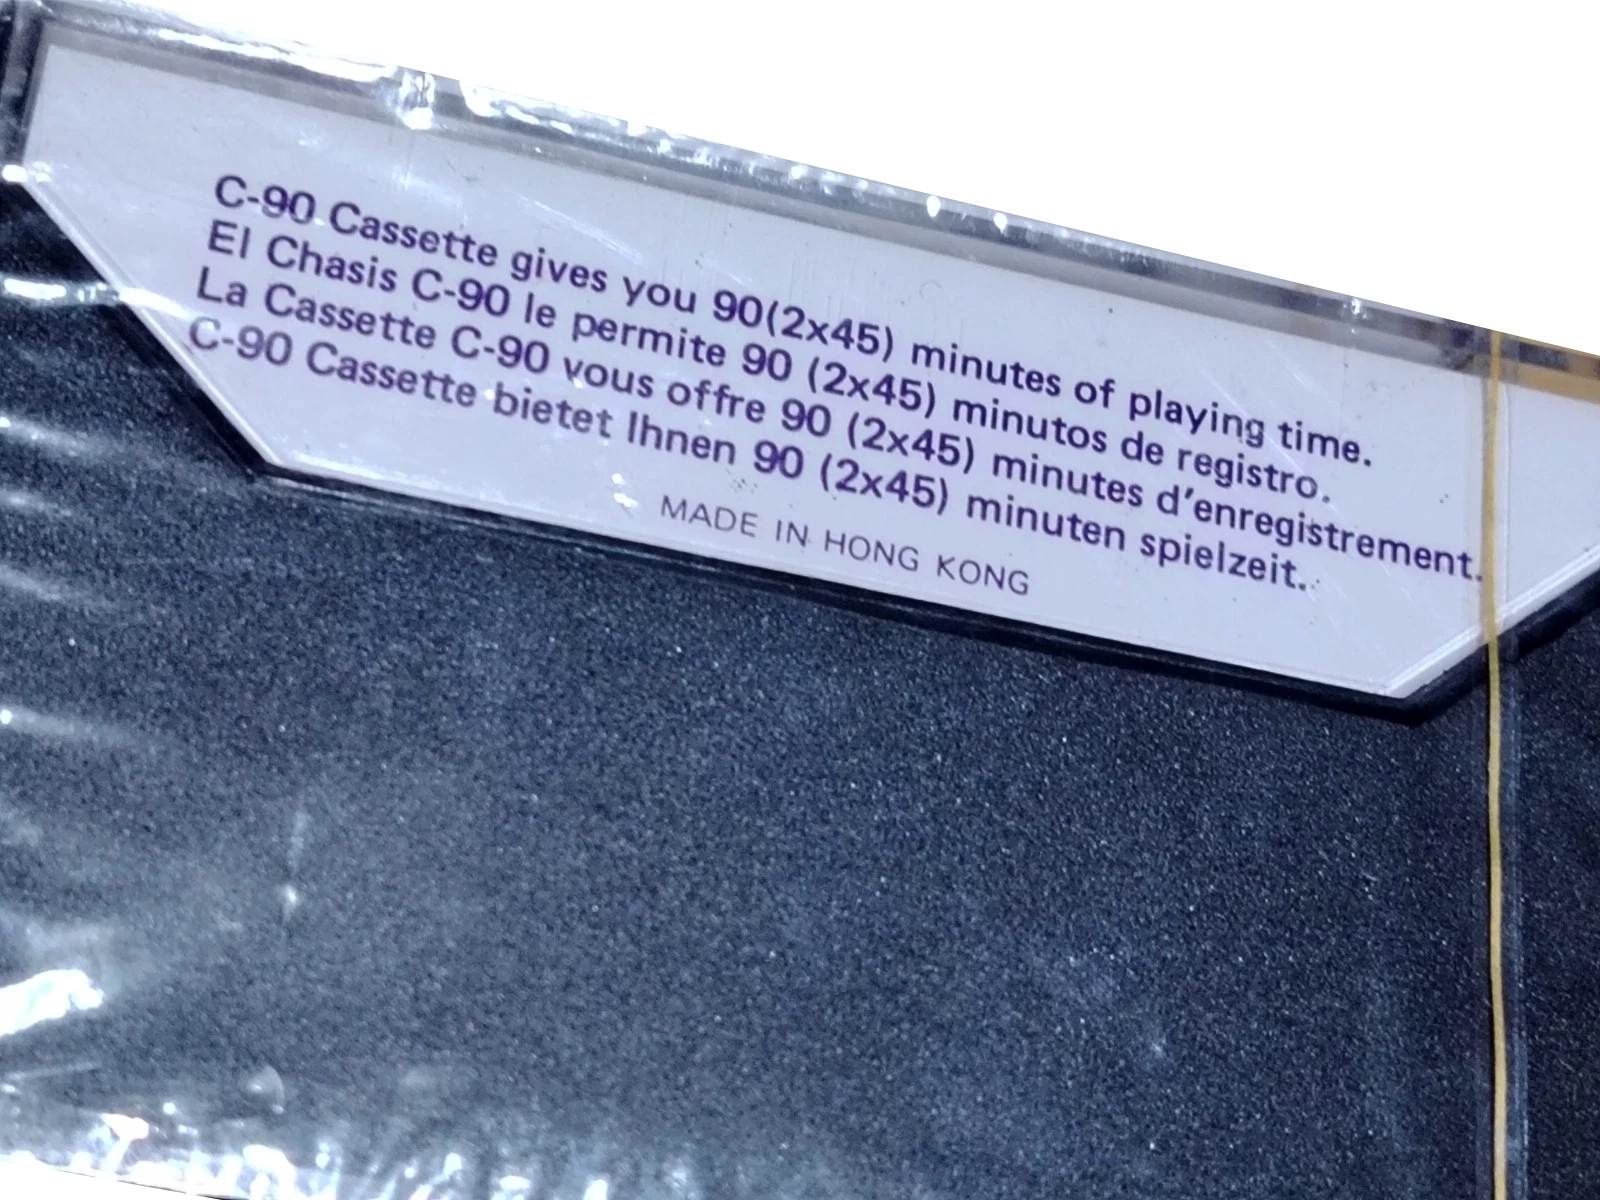 C-90 Cassette gives you 90(2x45) minutes of playing time.
El Chasis C-90 le permite 90 (2x45) minutos de registro.
La Cassette C-90 vous offre 90 (2x45) minutes d'enregistrement.
C-90 Cassette bietet Ihnen 90 (2x45) minuten spielzeit.
MADE IN HONG KONG